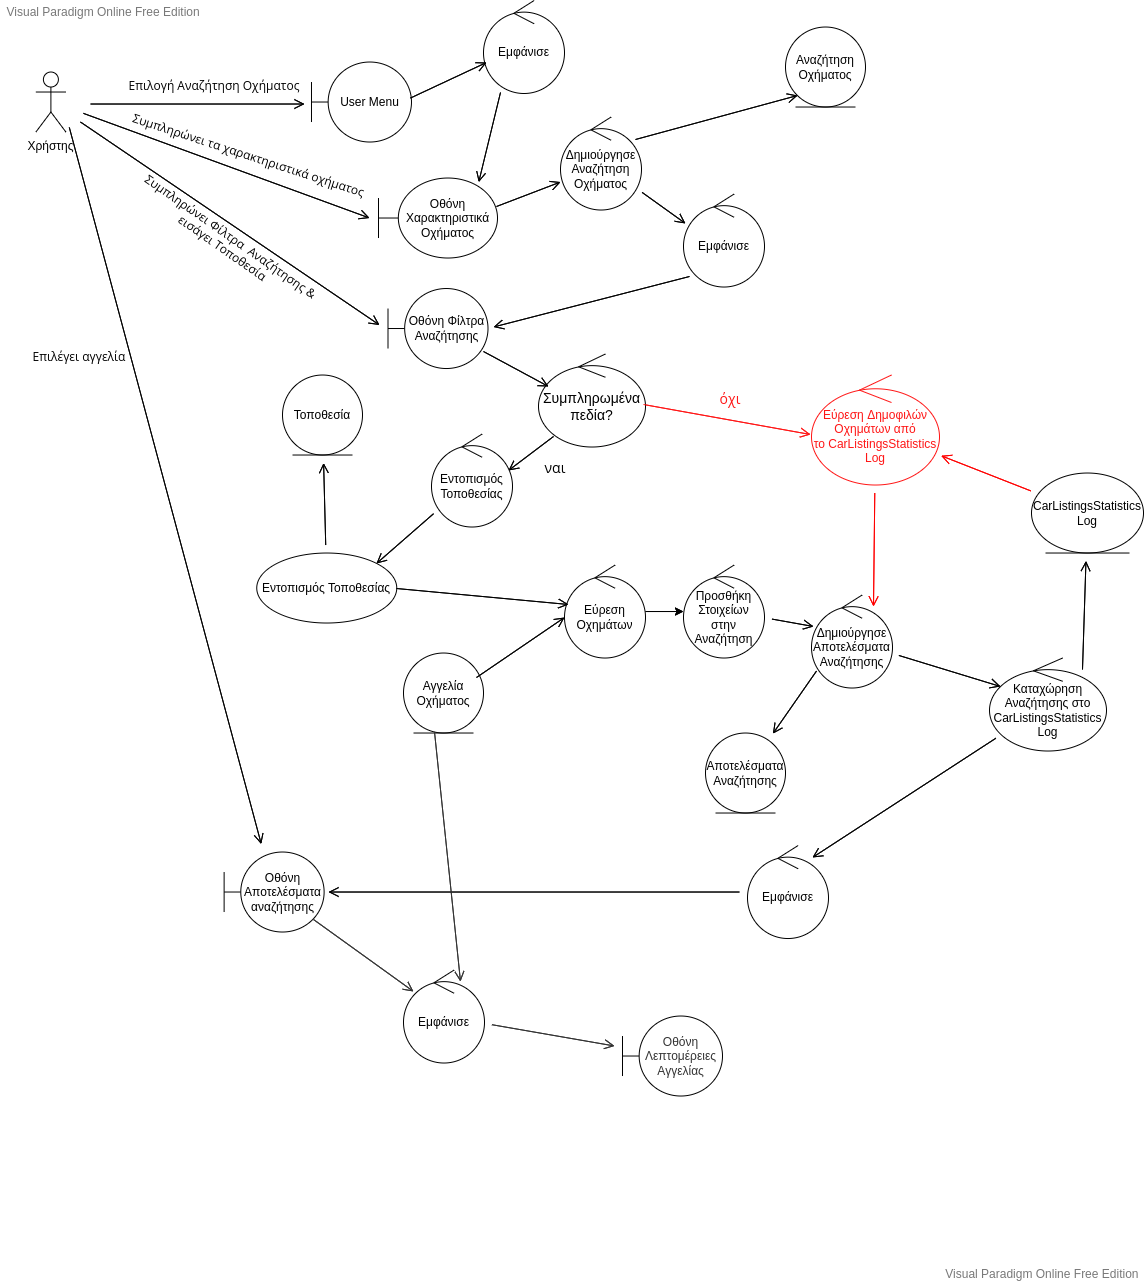 Visual Paradigm Online Free Edition
Εμφάνισε
Αναζήτηση
Οχήματος
Επιλογή Αναζήτηση Οχήματος
User Menu
Χρήστης
Συμπληρώνει τα χαρακτηριστικά οχήματος
Δημιούργησε
Αναζήτηση
Οχήματος
Οθόνη
Χαρακτηριστικά
Οχήματος
Συμπληρώνει Φίλτρα Αναζήτησης &
εισάγει Τοποθεσία
Εμφάνισε
Οθόνη Φίλτρα
Αναζήτησης
Επιλέγει αγγελία
Τοποθεσία
Συμπληρωμένα
πεδία?
όχι
Εύρεση Δημοφιλών
Οχημάτων από
το CarListingsStatistics
Log
ναι
Εντοπισμός
Τοποθεσίας
CarListingsStatistics
Log
Εντοπισμός Τοποθεσίας
Εύρεση
Οχημάτων
Προσθήκη
Στοιχείων
στην
Αναζήτηση
Δημιούργησε
Αποτελέσματα
Αναζήτησης
Αγγελία
Οχήματος
Καταχώρηση
Αναζήτησης στο
CarListingsStatistics
Log
Αποτελέσματα
Αναζήτησης
Οθόνη
Αποτελέσματα
αναζήτησης
Εμφάνισε
Εμφάνισε
Οθόνη
Λεπτομέρειες
Αγγελίας
Visual Paradigm Online Free Edition